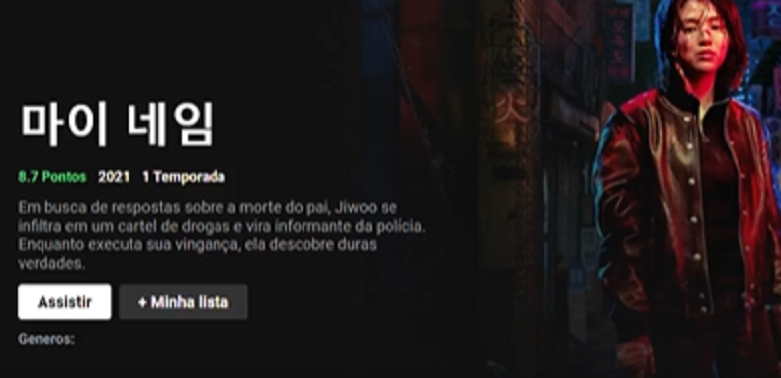 마이 네임
8.7 Pontos 2021 1 Temporada
Em busca de respostas sobre a morte do pai, Jiwoo se
infiltra em um cartel de drogas e vira informante da polícia.
Enquanto executa sua vingança, ela descobre duras
verdades.
Assistir + Minha lista
Generos: